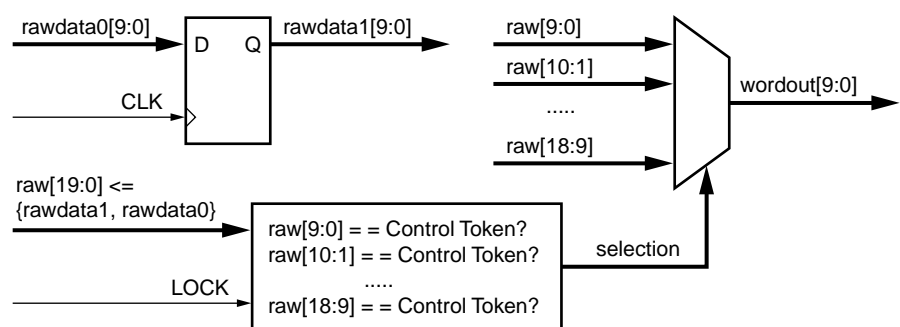 rawdata0[9:0]
D Q
rawdata1[9:0]
CLK
raw[9:0]
raw[10:1]
.....
raw[18:9]
wordout[9:0]
raw[19:0] <=
{rawdata1, rawdata0}
LOCK
raw[9:0] = = Control Token?
raw[10:1] = = Control Token?
.....
raw[18:9] = = Control Token?
selection